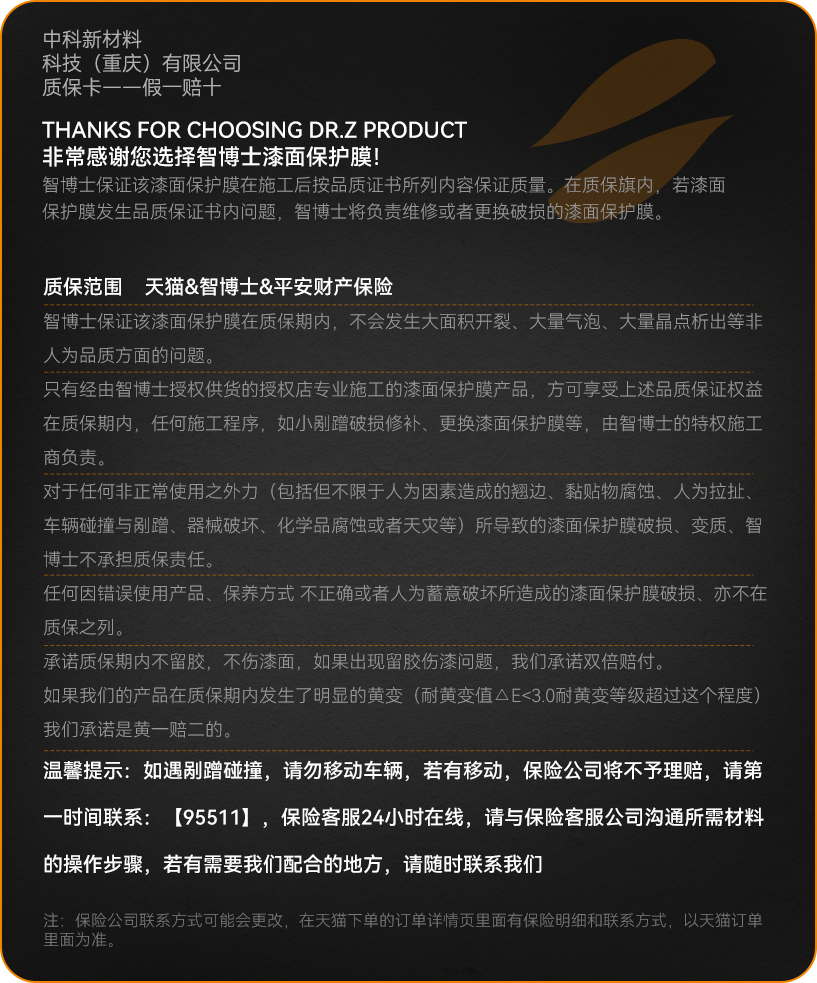 中科新材料
科技（重庆）有限公司
质保卡一一假一赔十
THANKS FOR CHOOSING DR.Z PRODUCT
非常感谢您选择智博士漆面保护膜!
智博士保证该漆面保护膜在施工后按品质证书所列内容保证质量。在质保旗内，若漆面
保护膜发生品质保证书内问题，智博士将负责维修或者更换破损的漆面保护膜。
质保范围 天猫&智博士&平安财产保险
智博士保证该漆面保护膜在质保期内，不会发生大面积开裂、大量气泡、大量晶点析出等非
人为品质方面的问题。
只有经由智博士授权供货的授权店专业施工的漆面保护膜产品，方可享受上述品质保证权益
在质保期内，任何施工程序，如小剐蹭破损修补、更换漆面保护膜等，由智博士的特权施工
商负责。
对于任何非正常使用之外力（包括但不限于人为因素造成的翘边、黏贴物腐蚀、人为拉扯、
车辆碰撞与剐蹭、器械破坏、化学品腐蚀或者天灾等）所导致的漆面保护膜破损、变质、智
博士不承担质保责任。
任何因错误使用产品、保养方式 不正确或者人为蓄意破坏所造成的漆面保护膜破损、亦不在
质保之列。
承诺质保期内不留胶，不伤漆面，如果出现留胶伤漆问题，我们承诺双倍赔付。
如果我们的产品在质保期内发生了明显的黄变（耐黄变值△E<3.0耐黄变等级超过这个程度）
我们承诺是黄一赔二的。
温馨提示：如遇剐蹭碰撞，请勿移动车辆，若有移动，保险公司将不予理赔，请第
一时间联系：【95511】，保险客服24小时在线，请与保险客服公司沟通所需材料
的操作步骤，若有需要我们配合的地方，请随时联系我们
注：保险公司联系方式可能会更改，在天猫下单的订单详情页里面有保险明细和联系方式，以天猫订单
里面为准。